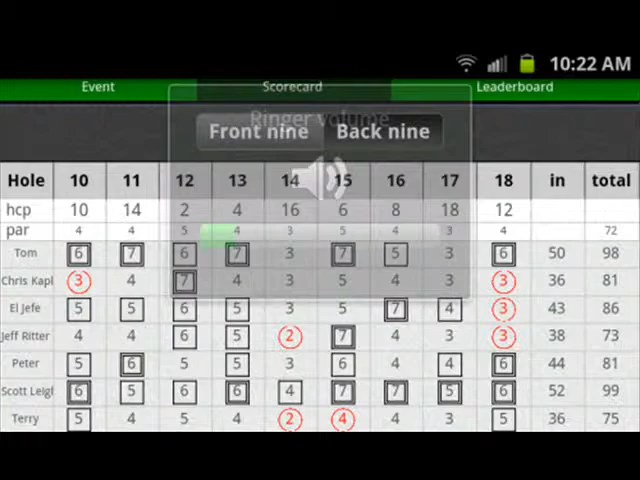 10:22 AM
Event Scorecard Leaderboard
Ringer volume
Front nine Back nine
Hole 10 11 12 13 14 15 16 17 18 in total
hcp 10 14 2 4 16 6 8 18 12
par 4 4 5 4 3 5 4 3 4 72
Tom 6 7 6 7 3 7 5 3 6 50 98
Chris Kapl 3 4 7 4 3 5 4 3 3 36 81
El Jefe 5 5 6 5 3 5 7 4 3 43 86
Jeff Ritter 4 4 6 5 2 7 4 3 3 38 73
Peter 5 6 5 5 3 6 4 4 6 44 81
Scott Leigl 6 5 6 6 4 7 7 5 6 52 99
Terry 5 4 5 4 2 4 4 3 5 36 75